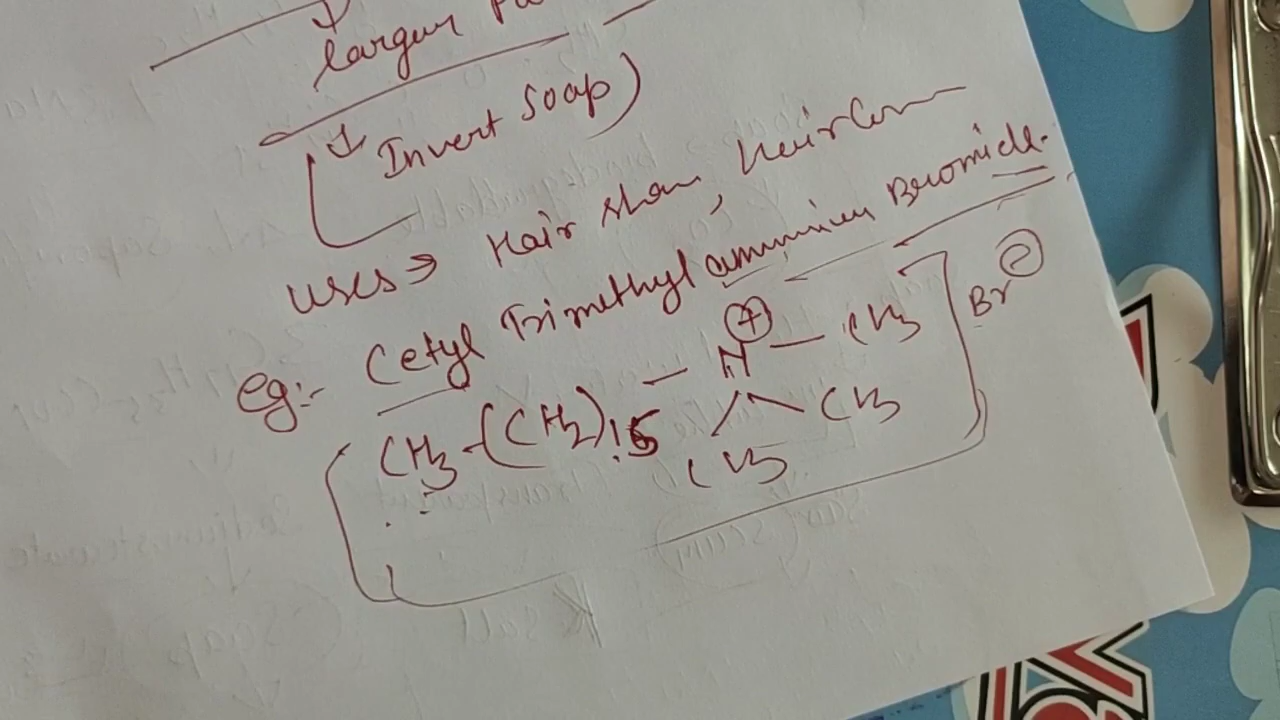 larger
Invert Soap)
uses → Hair sham, Hair Con
eg:- Cetyl Trimethyl ammonium Bromide.
[CH3-(CH2)15 - N⊕ - CH3] Br⊖
CH3 CH3